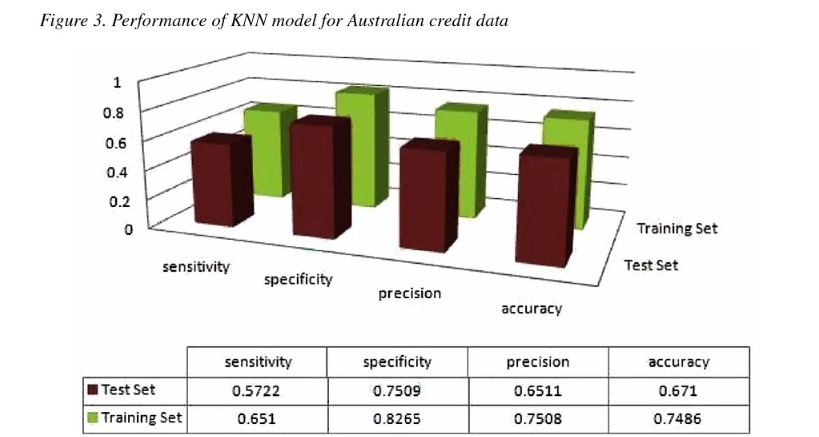 Figure 3. Performance of KNN model for Australian credit data
1
0.8
0.6
0.4
0.2
0
Training Set
Test Set
sensitivity
specificity
precision
accuracy
sensitivity specificity precision accuracy
Test Set 0.5722 0.7509 0.6511 0.671
Training Set 0.651 0.8265 0.7508 0.7486